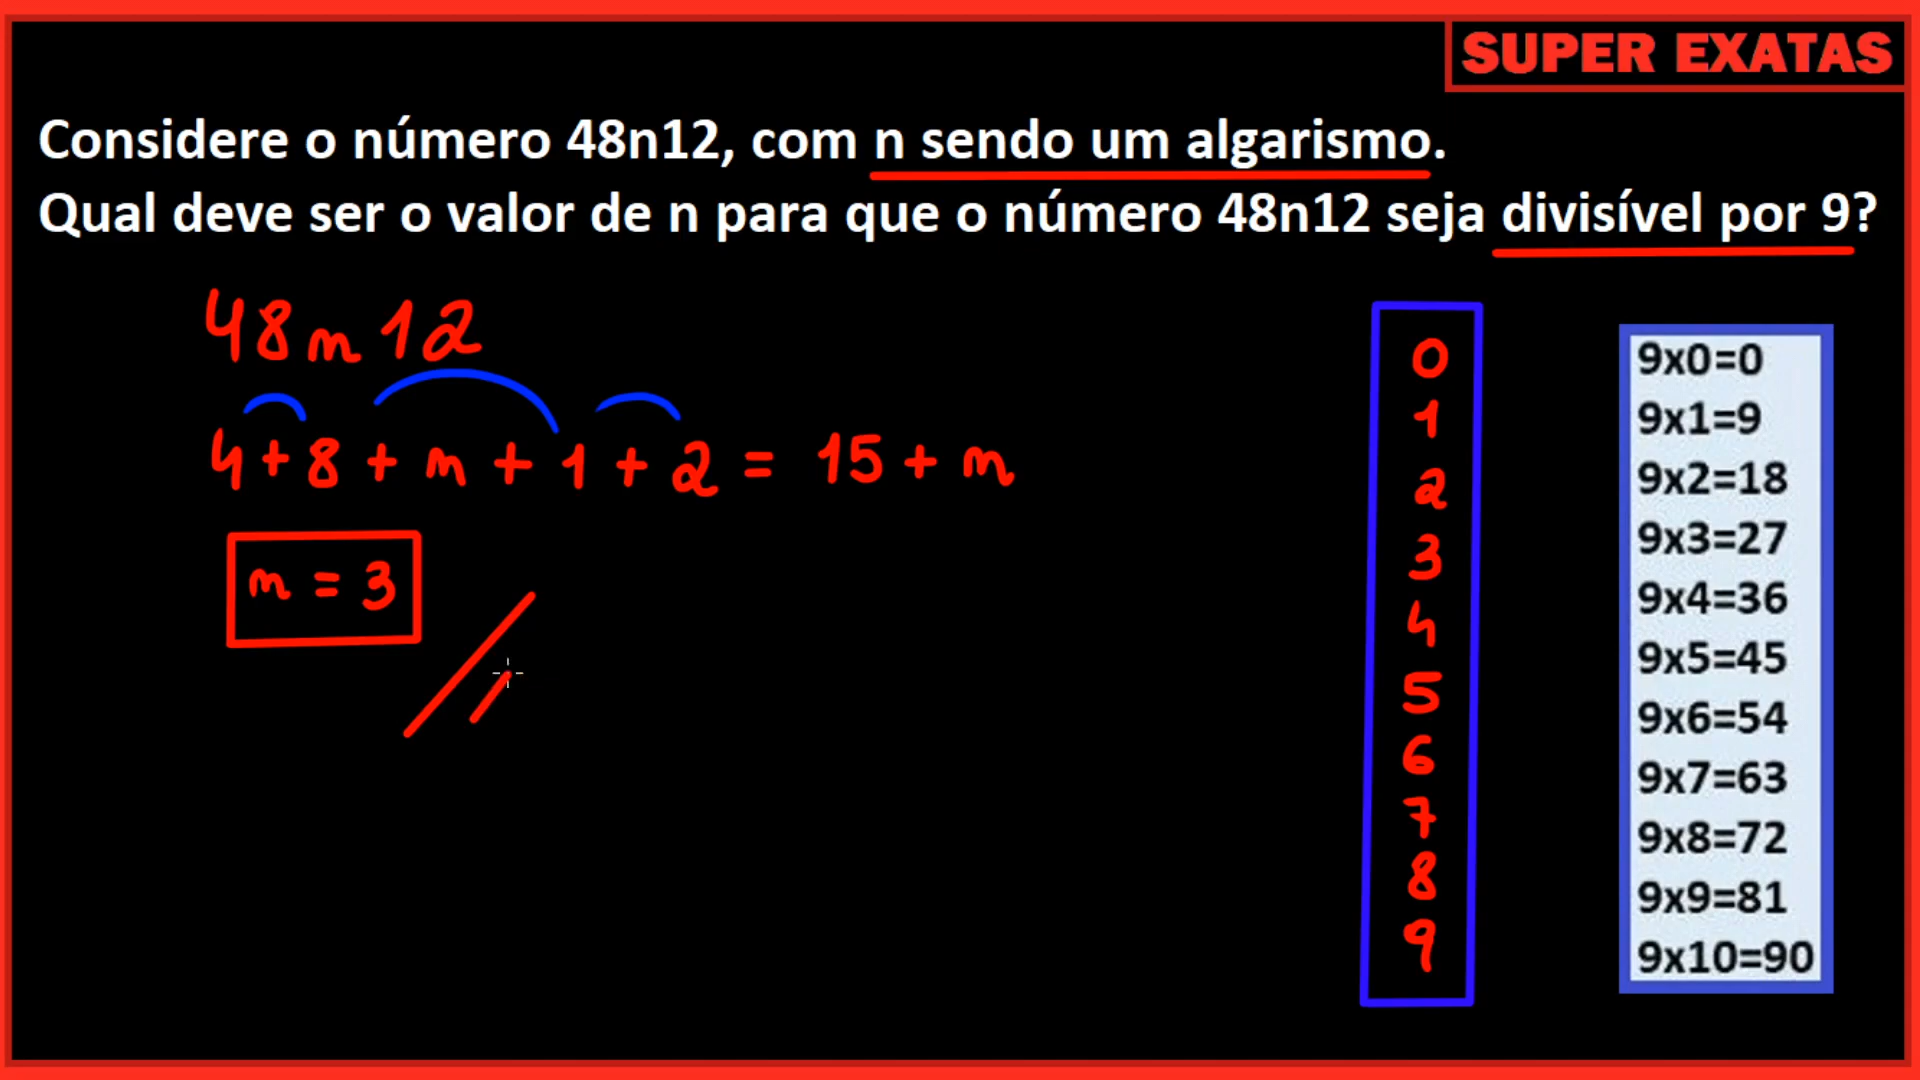 SUPER EXATAS
Considere o número 48n12, com n sendo um algarismo.
Qual deve ser o valor de n para que o número 48n12 seja divisível por 9?
48n12
4+8+n+1+2=15+n
n=3
0
1
2
3
4
5
6
7
8
9
9x0=0
9x1=9
9x2=18
9x3=27
9x4=36
9x5=45
9x6=54
9x7=63
9x8=72
9x9=81
9x10=90